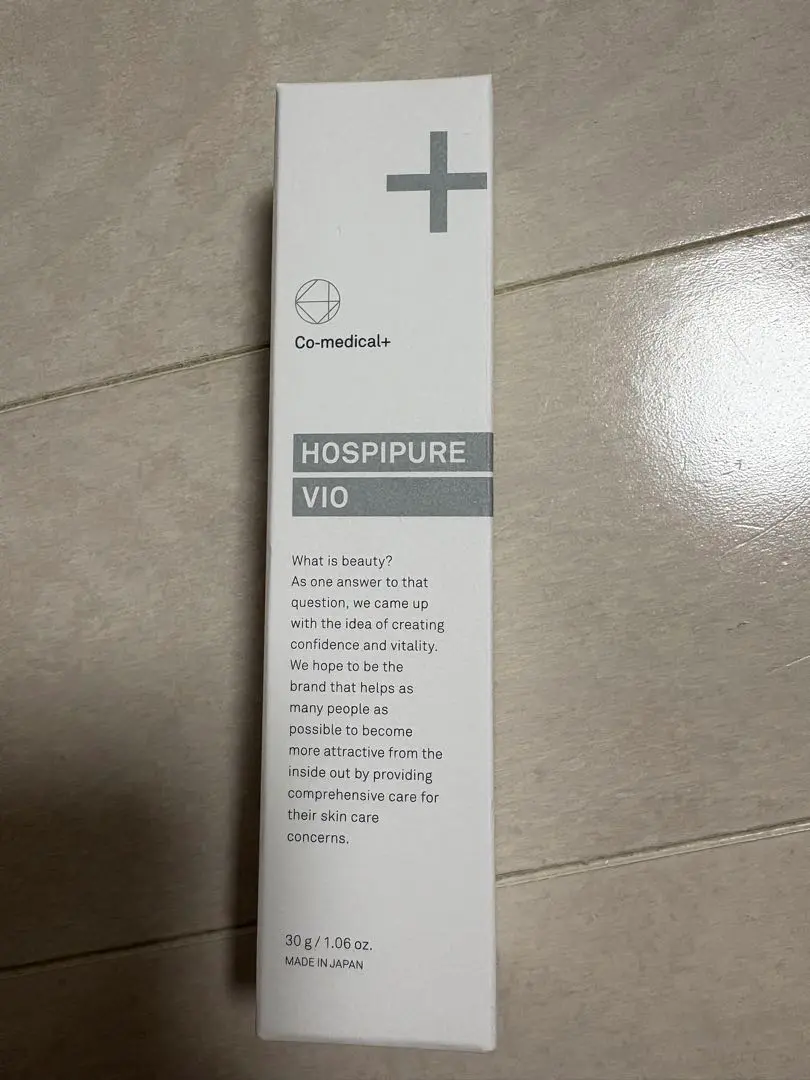 Co-medical+
HOSPIPURE
VIO
What is beauty?
As one answer to that
question, we came up
with the idea of creating
confidence and vitality.
We hope to be the
brand that helps as
many people as
possible to become
more attractive from the
inside out by providing
comprehensive care for
their skin care
concerns.
30 g / 1.06 oz.
MADE IN JAPAN